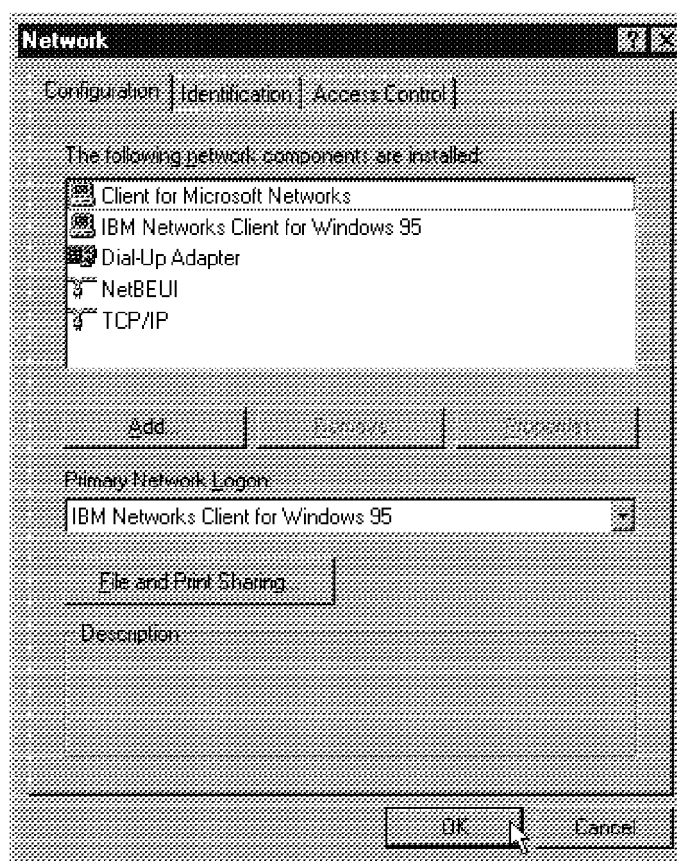 Network
Configuration Identification Access Control
The following network components are installed:
Client for Microsoft Networks
IBM Networks Client for Windows 95
Dial-Up Adapter
NetBEUI
TCP/IP
Add... Remove Properties
Primary Network Logon:
IBM Networks Client for Windows 95
File and Print Sharing...
Description
OK Cancel